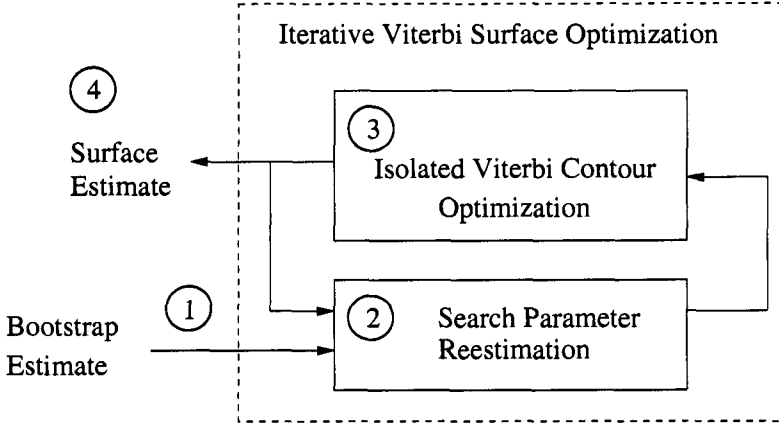 Iterative Viterbi Surface Optimization
4
Surface
Estimate
3
Isolated Viterbi Contour
Optimization
1
Bootstrap
Estimate
2
Search Parameter
Reestimation